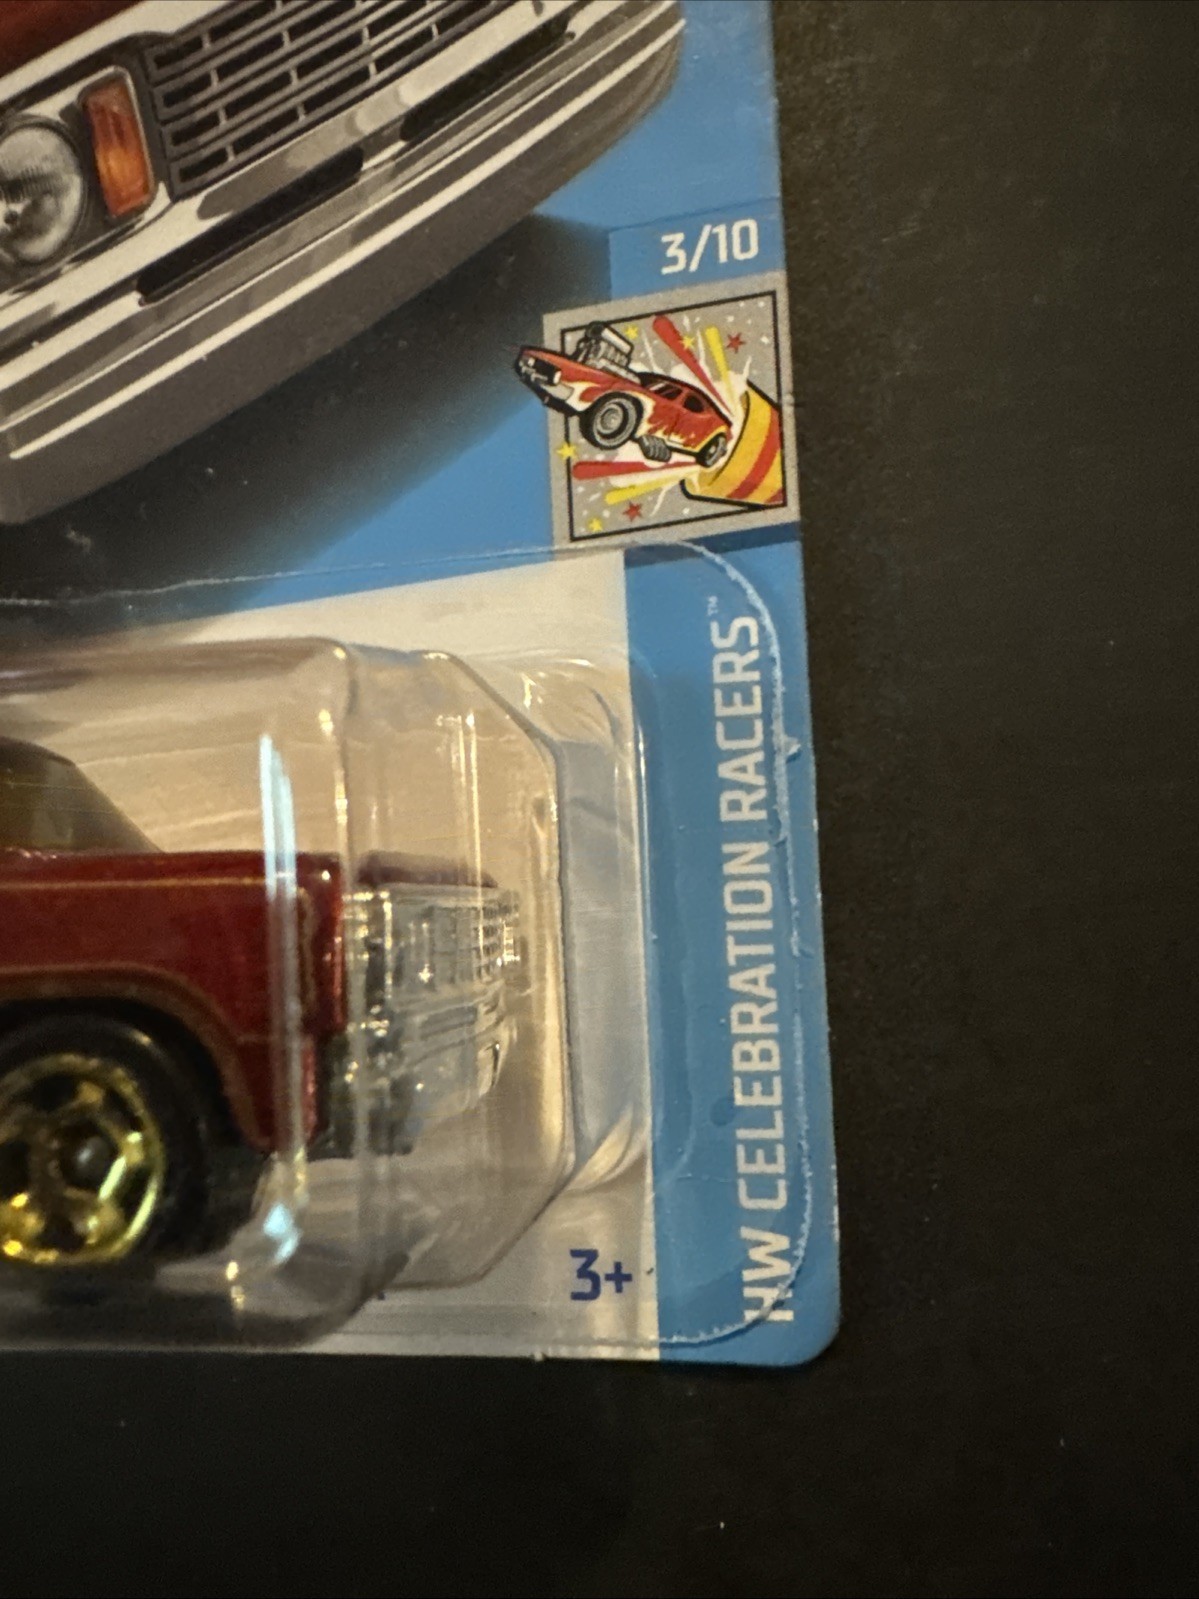 3/10
HW CELEBRATION RACERS™
3+